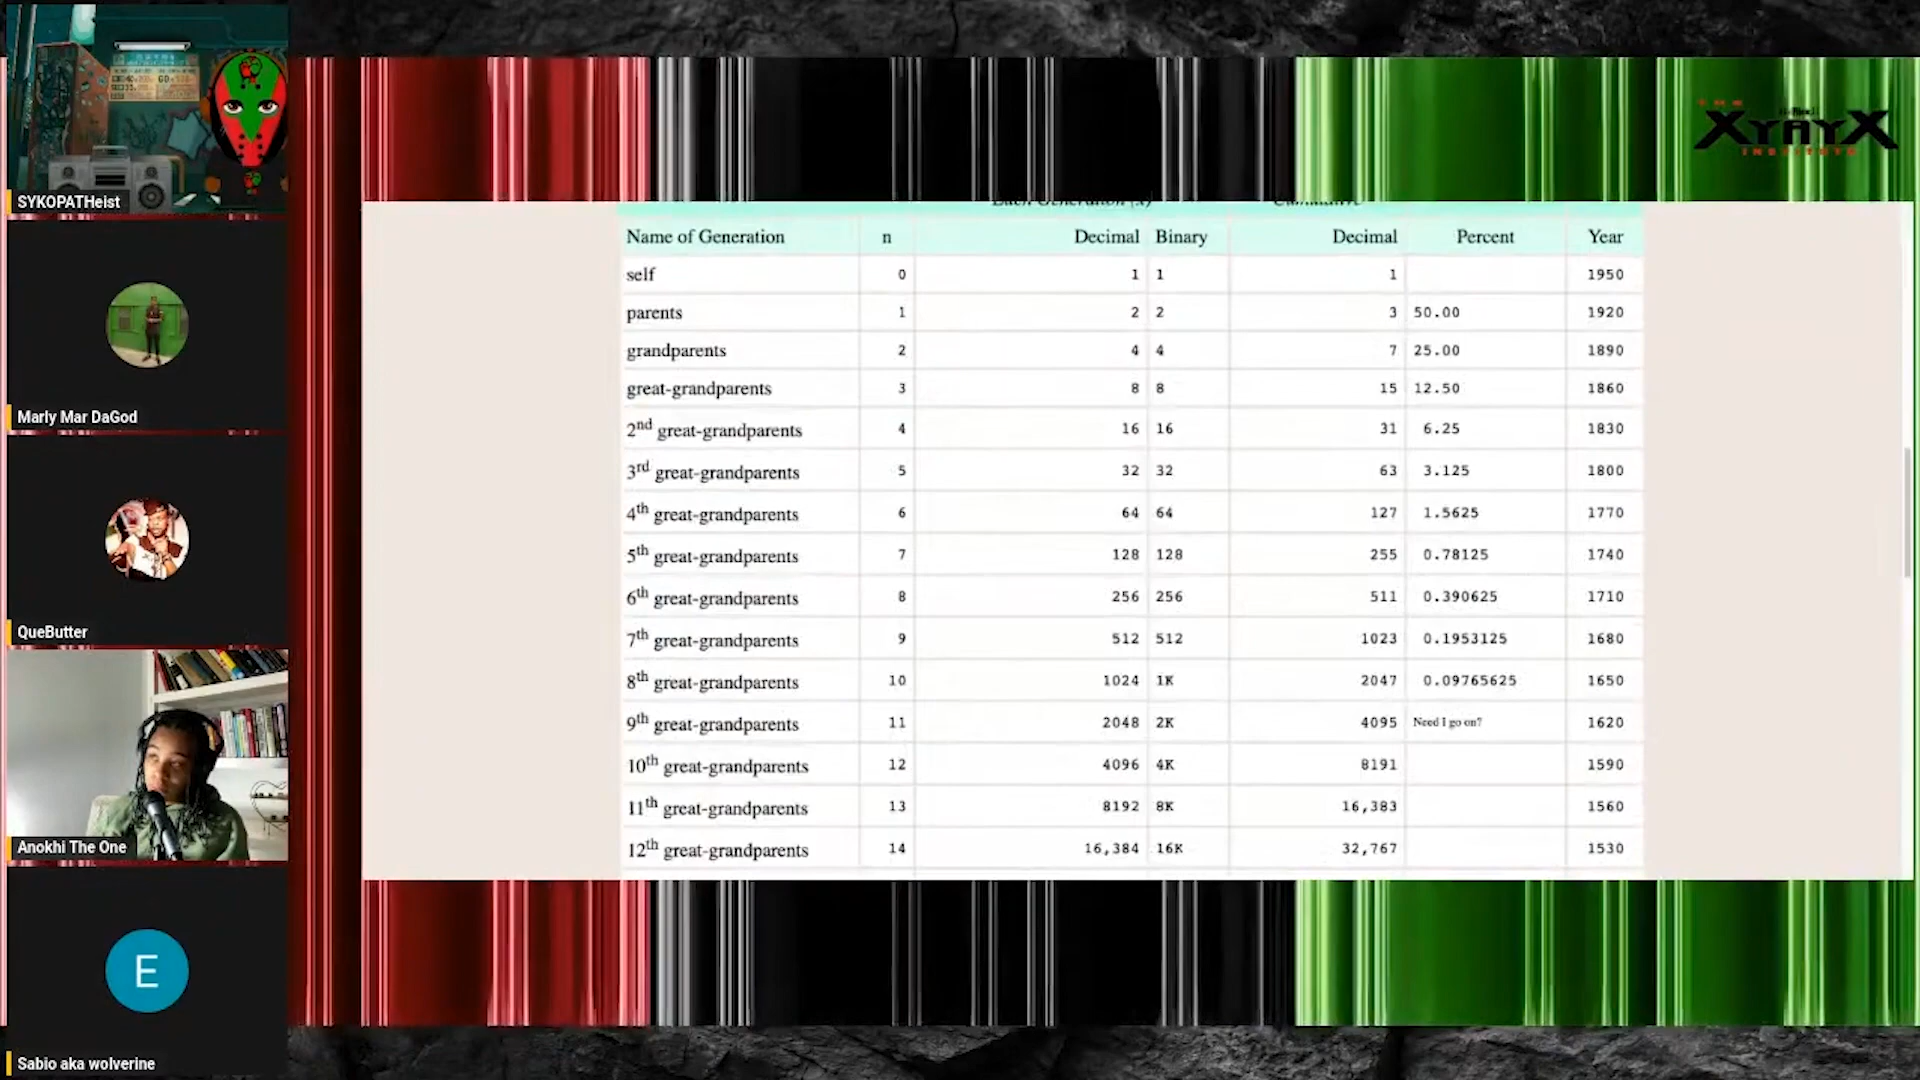 SYKOPATHeist
Marly Mar DaGod
QueButter
Anokhi The One
E
Sabio aka wolverine
THE
XYAYX
INSTITUTE
Each Generation (x) Cumulative
Name of Generation n Decimal Binary Decimal Percent Year
self 0 1 1 1 1950
parents 1 2 2 3 50.00 1920
grandparents 2 4 4 7 25.00 1890
great-grandparents 3 8 8 15 12.50 1860
2nd great-grandparents 4 16 16 31 6.25 1830
3rd great-grandparents 5 32 32 63 3.125 1800
4th great-grandparents 6 64 64 127 1.5625 1770
5th great-grandparents 7 128 128 255 0.78125 1740
6th great-grandparents 8 256 256 511 0.390625 1710
7th great-grandparents 9 512 512 1023 0.1953125 1680
8th great-grandparents 10 1024 1K 2047 0.09765625 1650
9th great-grandparents 11 2048 2K 4095 Need I go on? 1620
10th great-grandparents 12 4096 4K 8191 1590
11th great-grandparents 13 8192 8K 16,383 1560
12th great-grandparents 14 16,384 16K 32,767 1530